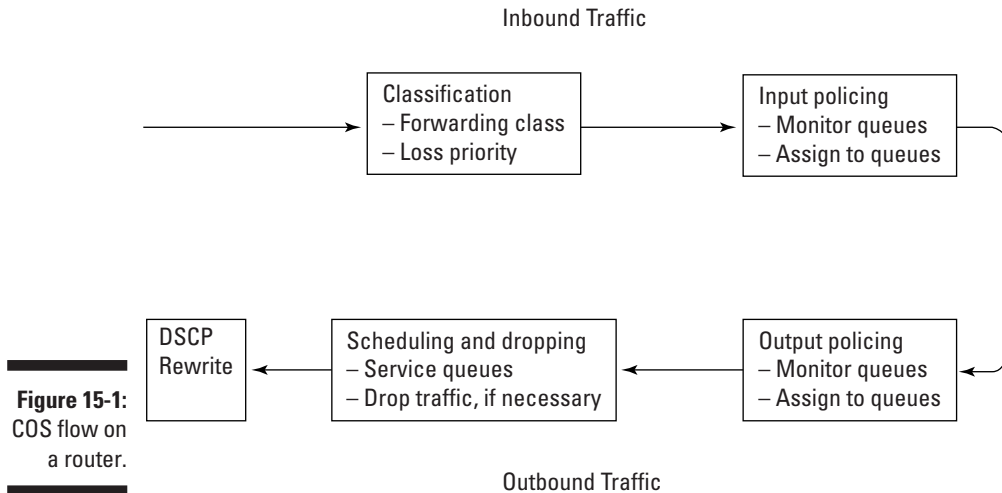 Inbound Traffic
Classification
– Forwarding class
– Loss priority
Input policing
– Monitor queues
– Assign to queues
DSCP
Rewrite
Scheduling and dropping
– Service queues
– Drop traffic, if necessary
Output policing
– Monitor queues
– Assign to queues
Figure 15-1:
COS flow on
a router.
Outbound Traffic